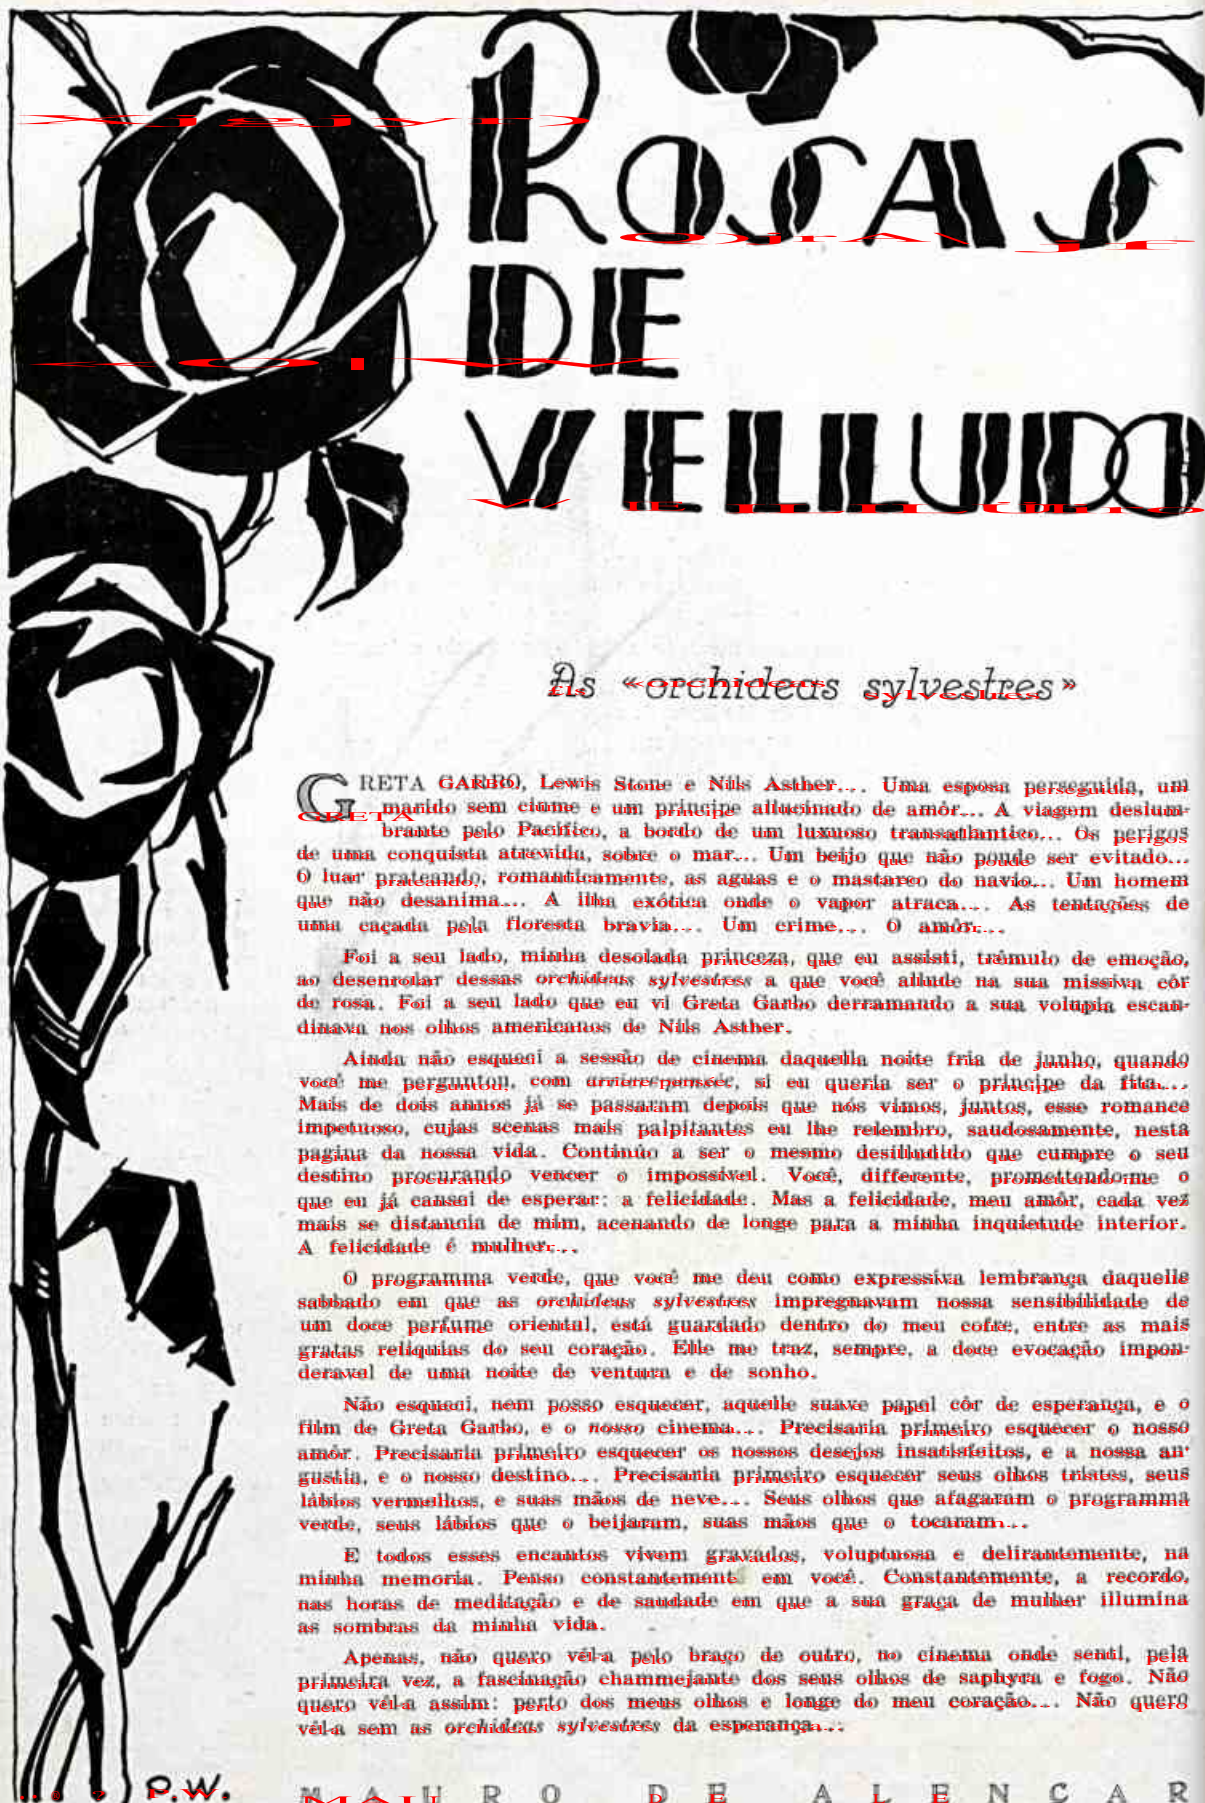 ROSAS
DE
VELLUDO
As «orchideas sylvestres»
GRETA GARBO, Lewis Stone e Nils Asther... Uma esposa perseguida, um
marido sem ciume e um principe allucinado de amôr... A viagem deslum-
brante pelo Pacifico, a bordo de um luxuoso transatlantico... Os perigos
de uma conquista atrevida, sobre o mar... Um beijo que não poude ser evitado...
O luar prateando, romanticamente, as aguas e o mastareo do navio... Um homem
que não desanima... A ilha exótica onde o vapor atraca... As tentações de
uma caçada pela floresta bravia... Um crime... O amôr...
Foi a seu lado, minha desolada princeza, que eu assisti, trêmulo de emoção,
ao desenrolar dessas orchideas sylvestres a que você allude na sua missiva côr
de rosa. Foi a seu lado que eu vi Greta Garbo derramando a sua volupia escan-
dinava nos olhos americanos de Nils Asther.
Ainda não esqueci a sessão de cinema daquella noite fria de junho, quando
você me perguntou, com arriere-pensée, si eu queria ser o principe da fita...
Mais de dois annos já se passaram depois que nós vimos, juntos, esse romance
impetuoso, cujas scenas mais palpitantes eu lhe relembro, saudosamente, nesta
pagina da nossa vida. Continúo a ser o mesmo desilludido que cumpre o seu
destino procurando vencer o impossivel. Você, differente, promettendo-me o
que eu já cansei de esperar: a felicidade. Mas a felicidade, meu amôr, cada vez
mais se distancia de mim, acenando de longe para a minha inquietude interior.
A felicidade é mulher...
O programma verde, que você me deu como expressiva lembrança daquelle
sabbado em que as orchideas sylvestres impregnavam nossa sensibilidade de
um doce perfume oriental, está guardado dentro do meu cofre, entre as mais
gratas reliquias do seu coração. Elle me traz, sempre, a doce evocação impon-
deravel de uma noite de ventura e de sonho.
Não esqueci, nem posso esquecer, aquelle suave papel côr de esperança, e o
film de Greta Garbo, e o nosso cinema... Precisaria primeiro esquecer o nosso
amôr. Precisaria primeiro esquecer os nossos desejos insatisfeitos, e a nossa an-
gustia, e o nosso destino... Precisaria primeiro esquecer seus olhos tristes, seus
lábios vermelhos, e suas mãos de neve... Seus olhos que afagaram o programma
verde, seus lábios que o beijaram, suas mãos que o tocaram...
E todos esses encantos vivem gravados, voluptuosa e delirantemente, na
minha memoria. Penso constantemente em você. Constantemente, a recordo,
nas horas de meditação e de saudade em que a sua graça de mulher illumina
as sombras da minha vida.
Apenas, não quero vêl-a pelo braço de outro, no cinema onde senti, pela
primeira vez, a fascinação chammejante dos seus olhos de saphyra e fogo. Não
quero vêl-a assim: perto dos meus olhos e longe do meu coração... Não quero
vêl-a sem as orchideas sylvestres da esperança...
P.W.
MAURO DE ALENCAR